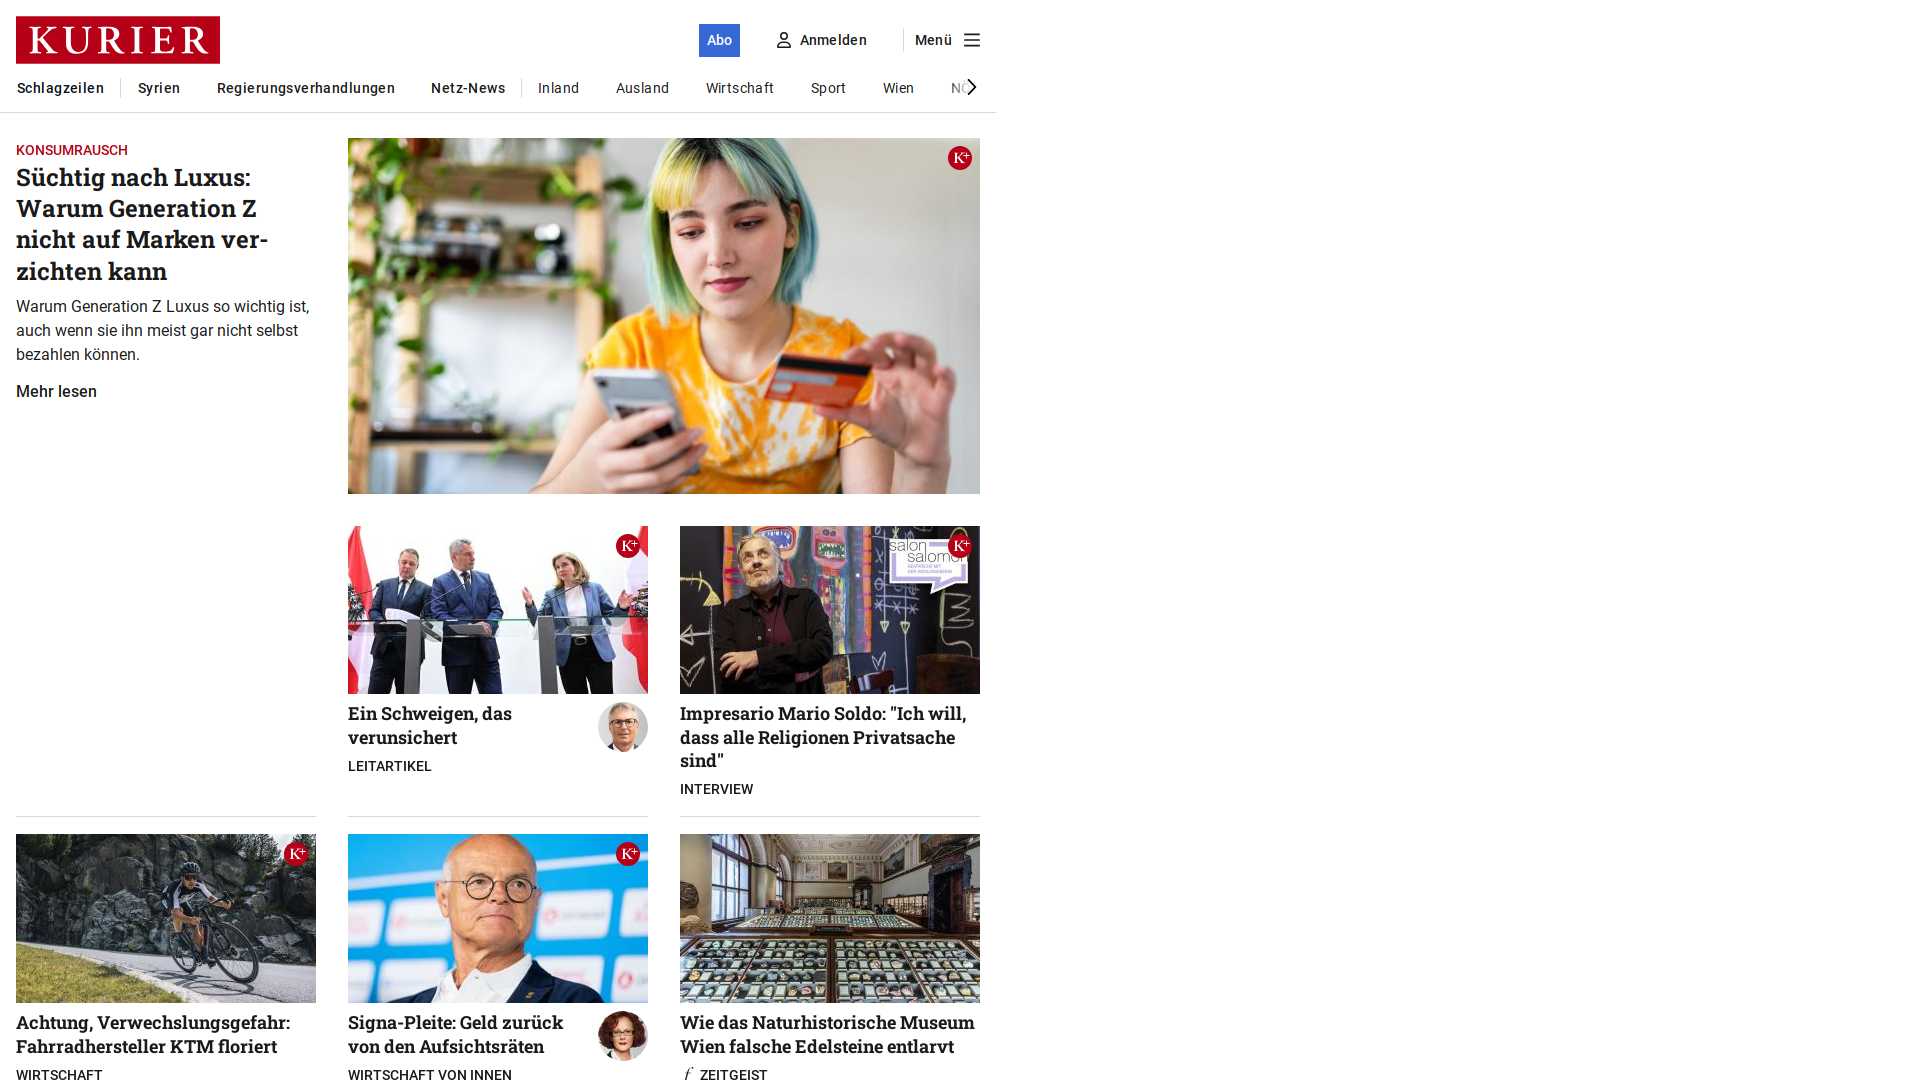 KURIER
Abo
Anmelden
Menü
Schlagzeilen
Syrien
Regierungsverhandlungen
Netz-News
Inland
Ausland
Wirtschaft
Sport
Wien
KONSUMRAUSCH
Süchtig nach Luxus:
Warum Generation Z
nicht auf Marken ver-
zichten kann
Warum Generation Z Luxus so wichtig ist,
auch wenn sie ihn meist gar nicht selbst
bezahlen können.
Mehr lesen
K+
K+
salon
salomon
K+
Ein Schweigen, das
verunsichert
LEITARTIKEL
Impresario Mario Soldo: "Ich will,
dass alle Religionen Privatsache
sind"
INTERVIEW
K+
K+
Achtung, Verwechslungsgefahr:
Fahrradhersteller KTM floriert
WIRTSCHAFT
Signa-Pleite: Geld zurück
von den Aufsichtsräten
WIRTSCHAFT VON INNEN
Wie das Naturhistorische Museum
Wien falsche Edelsteine entlarvt
f ZEITGEIST